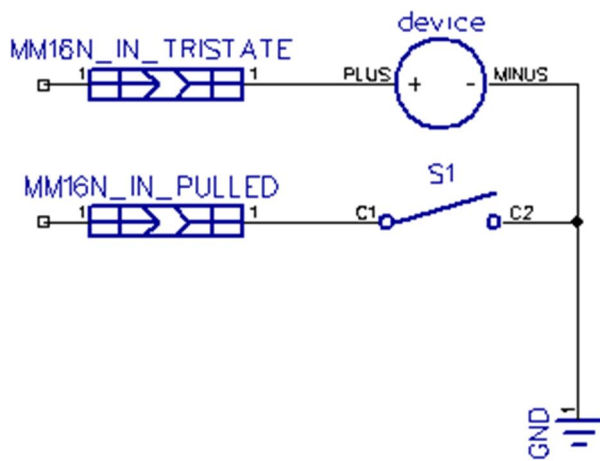 device
MM16N_IN_TRISTATE
1 1 PLUS + - MINUS
MM16N_IN_PULLED
S1
1 1 C1 C2
1
GND